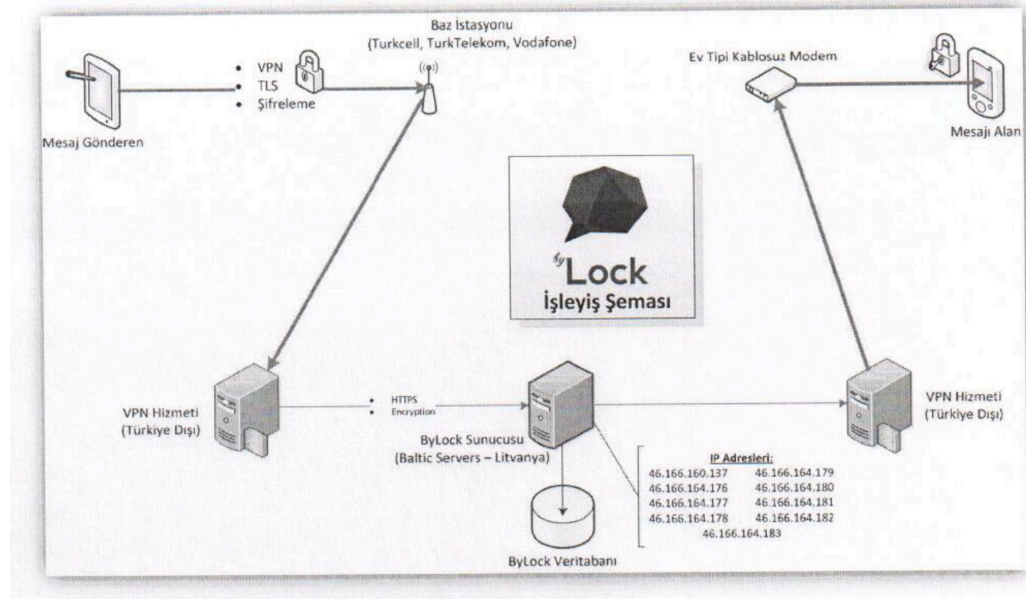 Baz İstasyonu
(Turkcell, TurkTelekom, Vodafone)
• VPN
• TLS
• Şifreleme
Mesaj Gönderen
Ev Tipi Kablosuz Modem
Mesajı Alan
by
Lock
İşleyiş Şeması
VPN Hizmeti
(Türkiye Dışı)
• HTTPS
• Encryption
ByLock Sunucusu
(Baltic Servers – Litvanya)
VPN Hizmeti
(Türkiye Dışı)
IP Adresleri:
46.166.160.137 46.166.164.179
46.166.164.176 46.166.164.180
46.166.164.177 46.166.164.181
46.166.164.178 46.166.164.182
46.166.164.183
ByLock Veritabanı